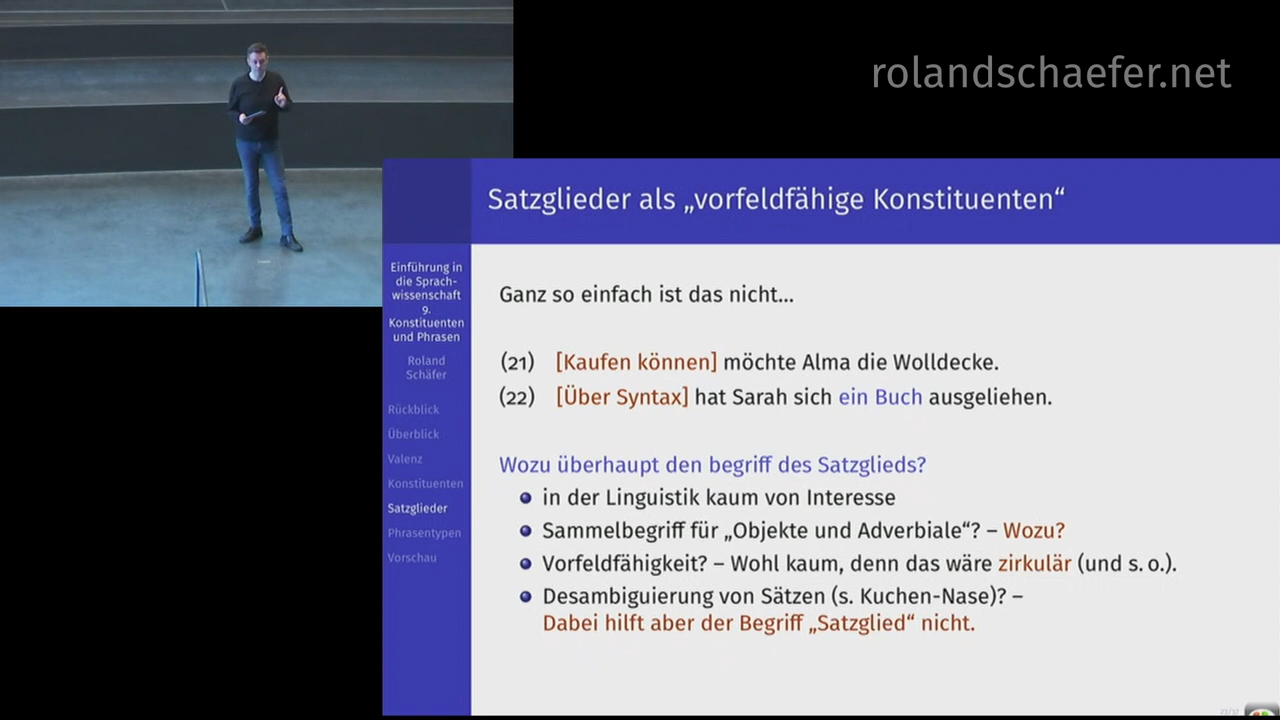 rolandschaefer.net
Satzglieder als „vorfeldfähige Konstituenten“
Einführung in
die Sprach-
wissenschaft
9.
Konstituenten
und Phrasen
Roland
Schäfer
Rückblick
Überblick
Valenz
Konstituenten
Satzglieder
Phrasentypen
Vorschau
Ganz so einfach ist das nicht…
(21) [Kaufen können] möchte Alma die Wolldecke.
(22) [Über Syntax] hat Sarah sich ein Buch ausgeliehen.
Wozu überhaupt den begriff des Satzglieds?
in der Linguistik kaum von Interesse
Sammelbegriff für „Objekte und Adverbiale“? – Wozu?
Vorfeldfähigkeit? – Wohl kaum, denn das wäre zirkulär (und s. o.).
Desambiguierung von Sätzen (s. Kuchen-Nase)? –
Dabei hilft aber der Begriff „Satzglied“ nicht.